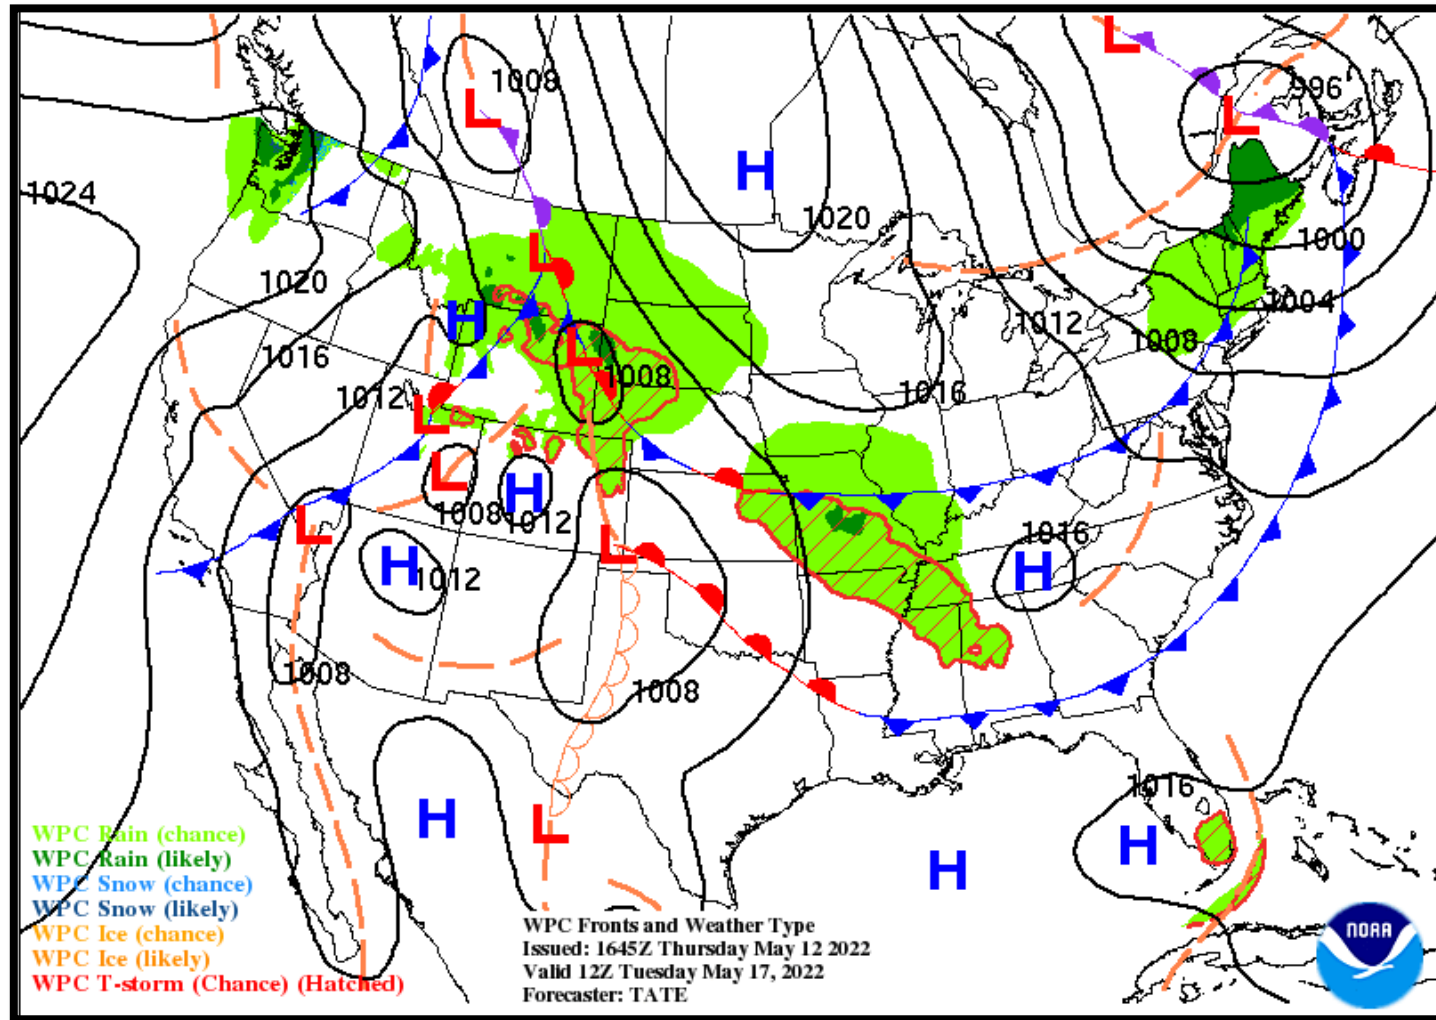 L
L
1008
996
L
L
H
1024
1020
L
1000
1020
1004
H
1012
1008
1016
L
1008
1012
1016
L
L
H
1008
1012
1016
L
L
H
H
1012
1008
1008
H
L
1016
H
H
WPC Rain (chance)
WPC Rain (likely)
WPC Snow (chance)
WPC Snow (likely)
WPC Ice (chance)
WPC Ice (likely)
WPC T-storm (Chance) (Hatched)
WPC Fronts and Weather Type
Issued: 1645Z Thursday May 12 2022
Valid 12Z Tuesday May 17, 2022
Forecaster: TATE
NOAA